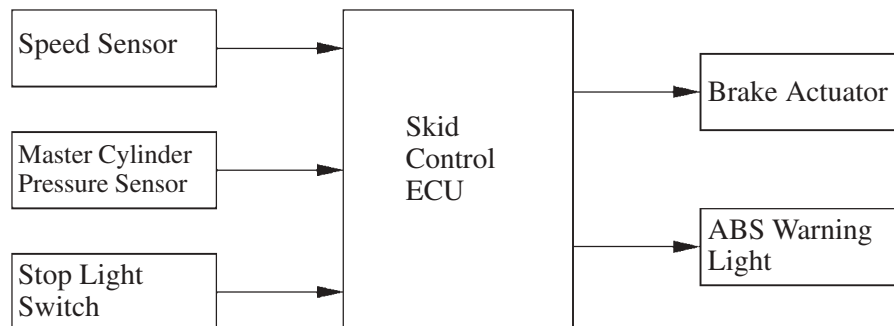 Speed Sensor
Master Cylinder
Pressure Sensor
Stop Light
Switch
Skid
Control
ECU
Brake Actuator
ABS Warning
Light